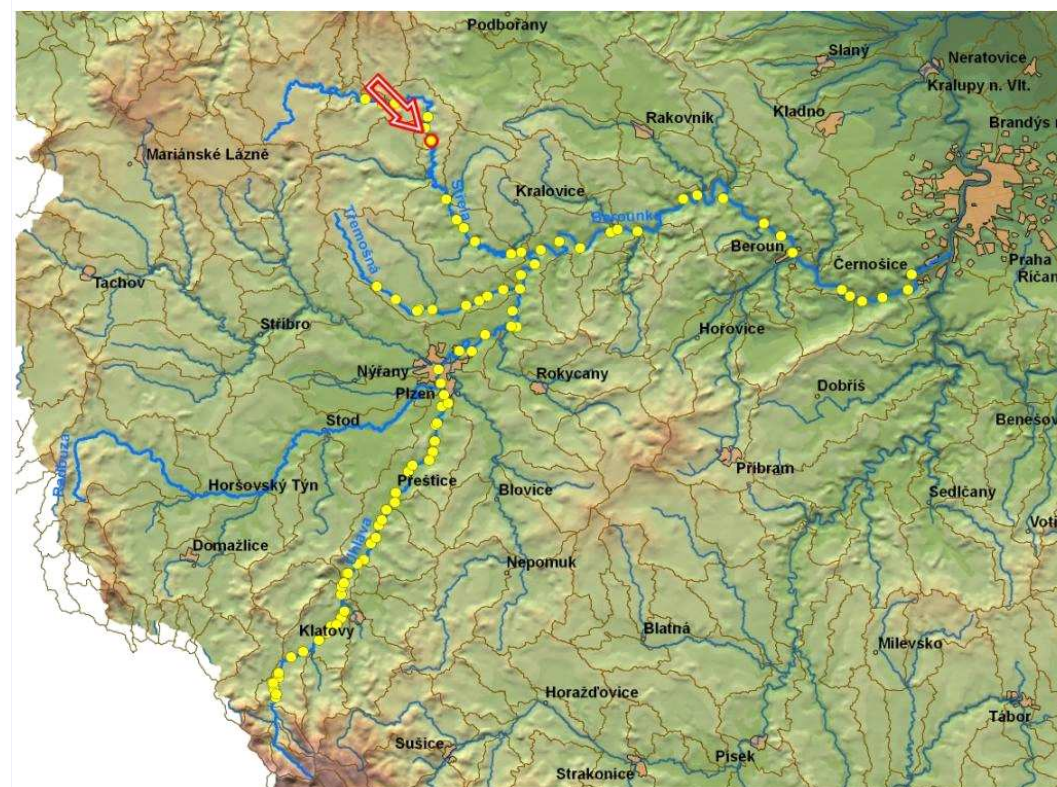 Podbořany
Slaný
Neratovice
Kralupy n. Vlt.
Rakovník
Kladno
Brandýs n
Mariánské Lázně
Kralovice
Střela
Třemošná
Berounka
Beroun
Černošice
Praha
Říčan
Tachov
Stříbro
Hořovice
Nýřany
Rokycany
Dobříš
Plzeň
Stod
Benešov
Radbuza
Příbram
Přeštice
Horšovský Týn
Blovice
Sedlčany
Voti
Úhlava
Domažlice
Nepomuk
Klatovy
Blatná
Milevsko
Horažďovice
Tábor
Sušice
Písek
Strakonice